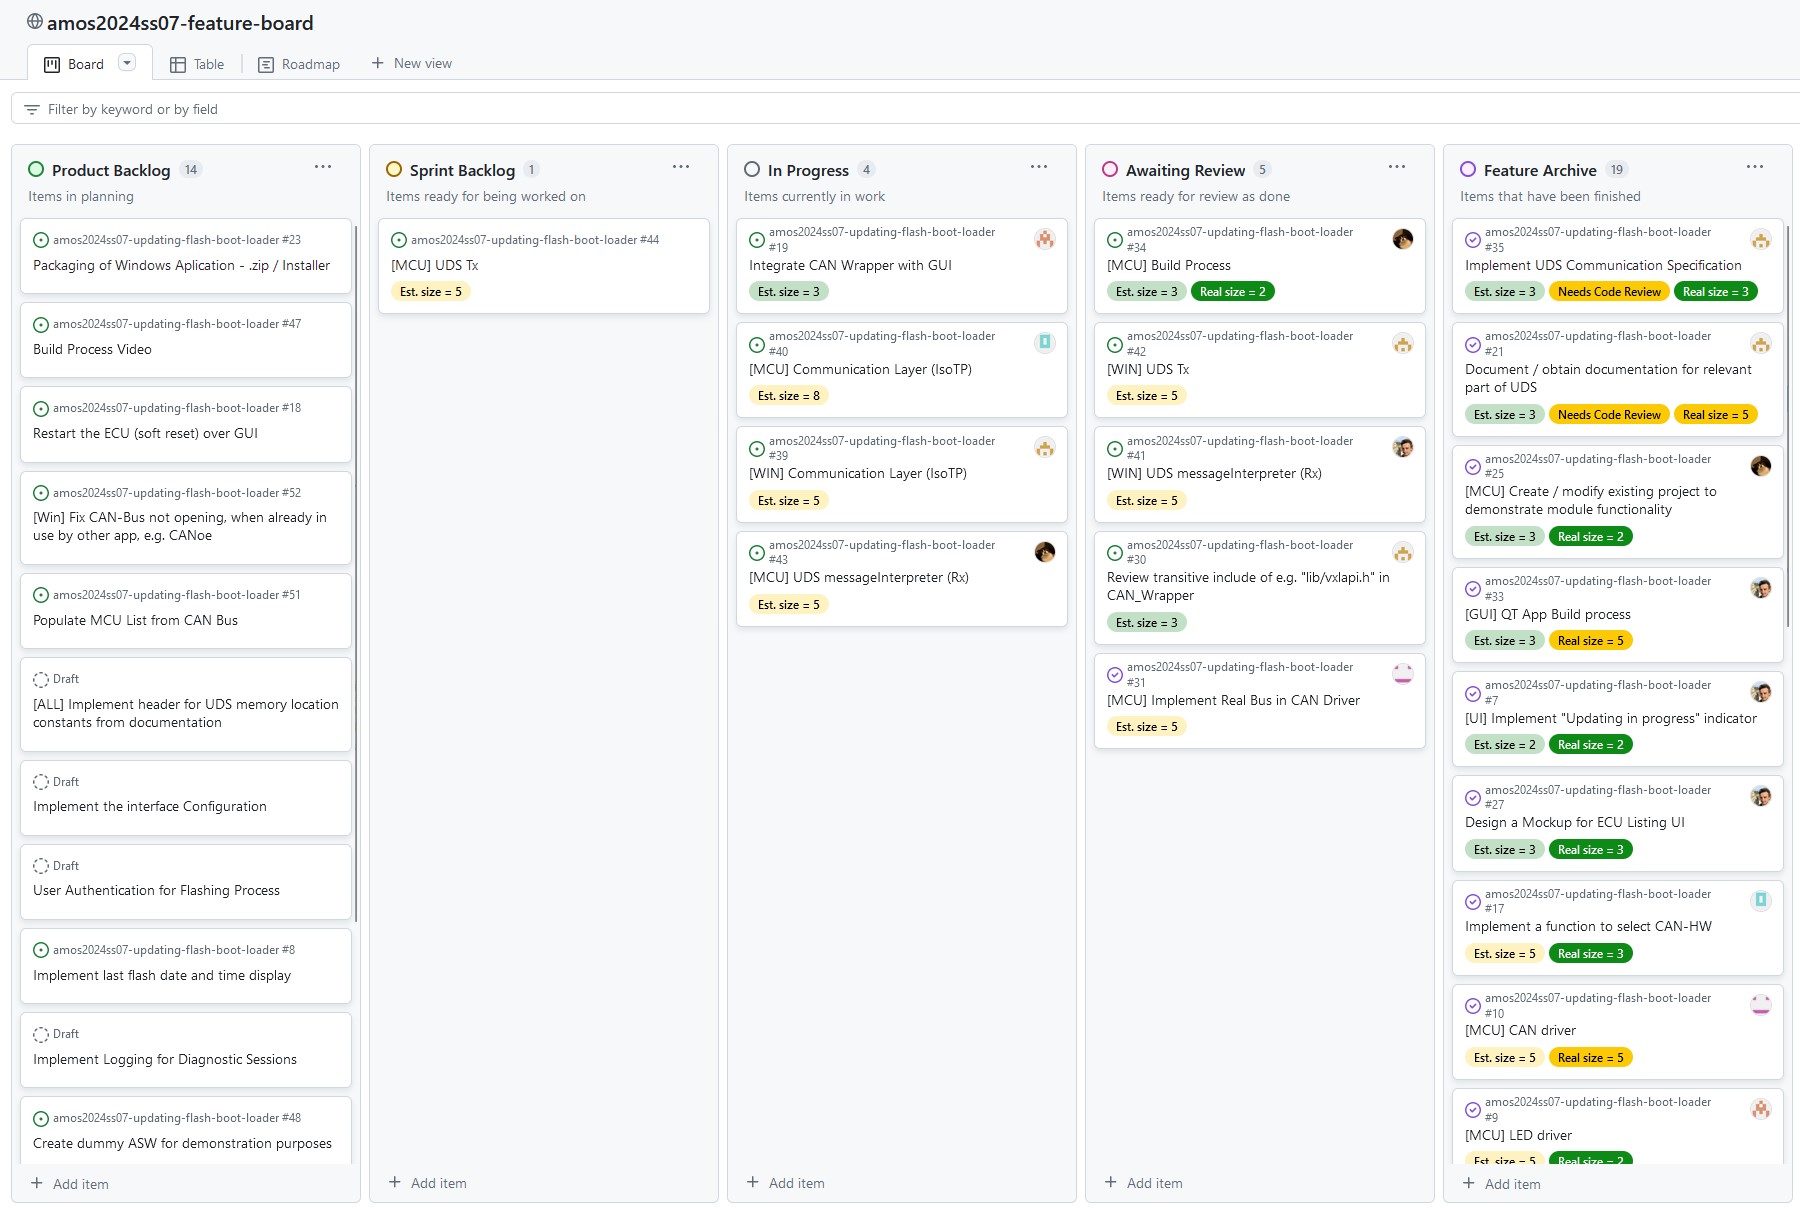 amos2024ss07-feature-board
Board
Table
Roadmap
New view
Filter by keyword or by field
Product Backlog 14
Items in planning
amos2024ss07-updating-flash-boot-loader #23
Packaging of Windows Aplication - .zip / Installer
amos2024ss07-updating-flash-boot-loader #47
Build Process Video
amos2024ss07-updating-flash-boot-loader #18
Restart the ECU (soft reset) over GUI
amos2024ss07-updating-flash-boot-loader #52
[Win] Fix CAN-Bus not opening, when already in
use by other app, e.g. CANoe
amos2024ss07-updating-flash-boot-loader #51
Populate MCU List from CAN Bus
Draft
[ALL] Implement header for UDS memory location
constants from documentation
Draft
Implement the interface Configuration
Draft
User Authentication for Flashing Process
amos2024ss07-updating-flash-boot-loader #8
Implement last flash date and time display
Draft
Implement Logging for Diagnostic Sessions
amos2024ss07-updating-flash-boot-loader #48
Create dummy ASW for demonstration purposes
Add item
Sprint Backlog 1
Items ready for being worked on
amos2024ss07-updating-flash-boot-loader #44
[MCU] UDS Tx
Est. size = 5
Add item
In Progress 4
Items currently in work
amos2024ss07-updating-flash-boot-loader
#19
Integrate CAN Wrapper with GUI
Est. size = 3
amos2024ss07-updating-flash-boot-loader
#40
[MCU] Communication Layer (IsoTP)
Est. size = 8
amos2024ss07-updating-flash-boot-loader
#39
[WIN] Communication Layer (IsoTP)
Est. size = 5
amos2024ss07-updating-flash-boot-loader
#43
[MCU] UDS messageInterpreter (Rx)
Est. size = 5
Add item
Awaiting Review 5
Items ready for review as done
amos2024ss07-updating-flash-boot-loader
#34
[MCU] Build Process
Est. size = 3 Real size = 2
amos2024ss07-updating-flash-boot-loader
#42
[WIN] UDS Tx
Est. size = 5
amos2024ss07-updating-flash-boot-loader
#41
[WIN] UDS messageInterpreter (Rx)
Est. size = 5
amos2024ss07-updating-flash-boot-loader
#30
Review transitive include of e.g. "lib/vxlapi.h" in
CAN_Wrapper
Est. size = 3
amos2024ss07-updating-flash-boot-loader
#31
[MCU] Implement Real Bus in CAN Driver
Est. size = 5
Add item
Feature Archive 19
Items that have been finished
amos2024ss07-updating-flash-boot-loader
#35
Implement UDS Communication Specification
Est. size = 3 Needs Code Review Real size = 3
amos2024ss07-updating-flash-boot-loader
#21
Document / obtain documentation for relevant
part of UDS
Est. size = 3 Needs Code Review Real size = 5
amos2024ss07-updating-flash-boot-loader
#25
[MCU] Create / modify existing project to
demonstrate module functionality
Est. size = 3 Real size = 2
amos2024ss07-updating-flash-boot-loader
#33
[GUI] QT App Build process
Est. size = 3 Real size = 5
amos2024ss07-updating-flash-boot-loader
#7
[UI] Implement "Updating in progress" indicator
Est. size = 2 Real size = 2
amos2024ss07-updating-flash-boot-loader
#27
Design a Mockup for ECU Listing UI
Est. size = 3 Real size = 3
amos2024ss07-updating-flash-boot-loader
#17
Implement a function to select CAN-HW
Est. size = 5 Real size = 3
amos2024ss07-updating-flash-boot-loader
#10
[MCU] CAN driver
Est. size = 5 Real size = 5
amos2024ss07-updating-flash-boot-loader
#9
[MCU] LED driver
Est. size = 5 Real size = 2
Add item